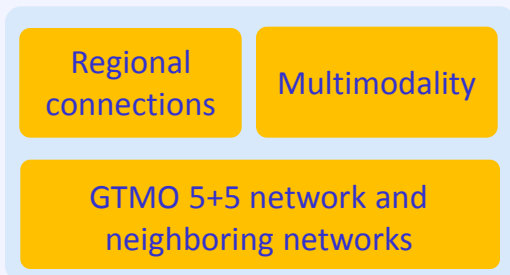 Regional
connections
Multimodality
GTMO 5+5 network and
neighboring networks